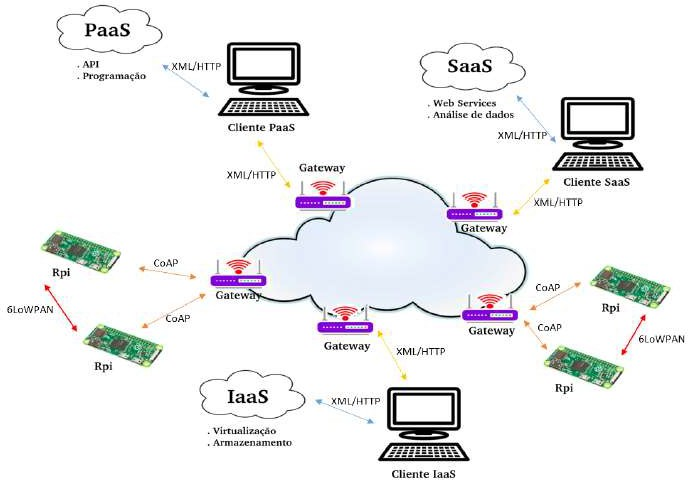 PaaS
. API
. Programação
XML/HTTP
Cliente PaaS
XML/HTTP
Gateway
SaaS
. Web Services
. Análise de dados
XML/HTTP
Cliente SaaS
XML/HTTP
Gateway
Rpi
CoAP
Gateway
6LoWPAN
CoAP
Rpi
Gateway
CoAP
Rpi
Gateway
CoAP
6LoWPAN
Rpi
XML/HTTP
IaaS
. Virtualização
. Armazenamento
XML/HTTP
Cliente IaaS